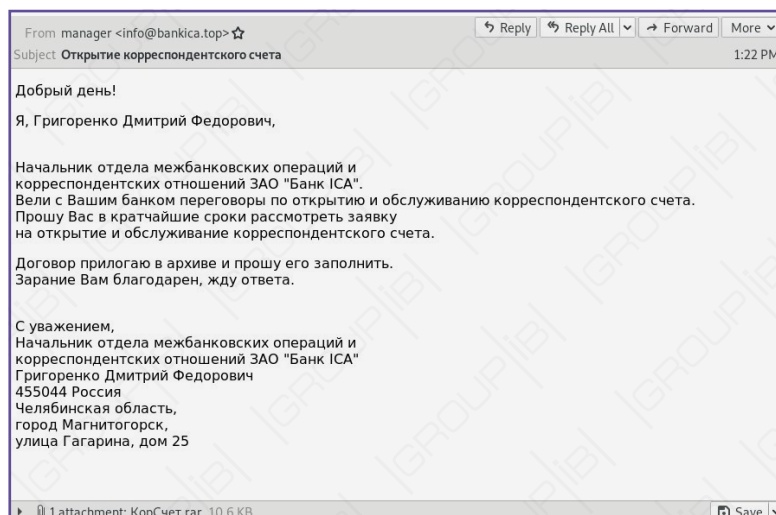 From manager <info@bankica.top>
Reply
Reply All
Forward
More
Subject Открытие корреспондентского счета
1:22 PM
Добрый день!
Я, Григоренко Дмитрий Федорович,
Начальник отдела межбанковских операций и
корреспондентских отношений ЗАО "Банк ICA".
Вели с Вашим банком переговоры по открытию и обслуживанию корреспондентского счета.
Прошу Вас в кратчайшие сроки рассмотреть заявку
на открытие и обслуживание корреспондентского счета.
Договор прилогаю в архиве и прошу его заполнить.
Зарание Вам благодарен, жду ответа.
С уважением,
Начальник отдела межбанковских операций и
корреспондентских отношений ЗАО "Банк ICA"
Григоренко Дмитрий Федорович
455044 Россия
Челябинская область,
город Магнитогорск,
улица Гагарина, дом 25
1 attachment: КорСчет.rar 10.6 KB
Save
GROUP|iB